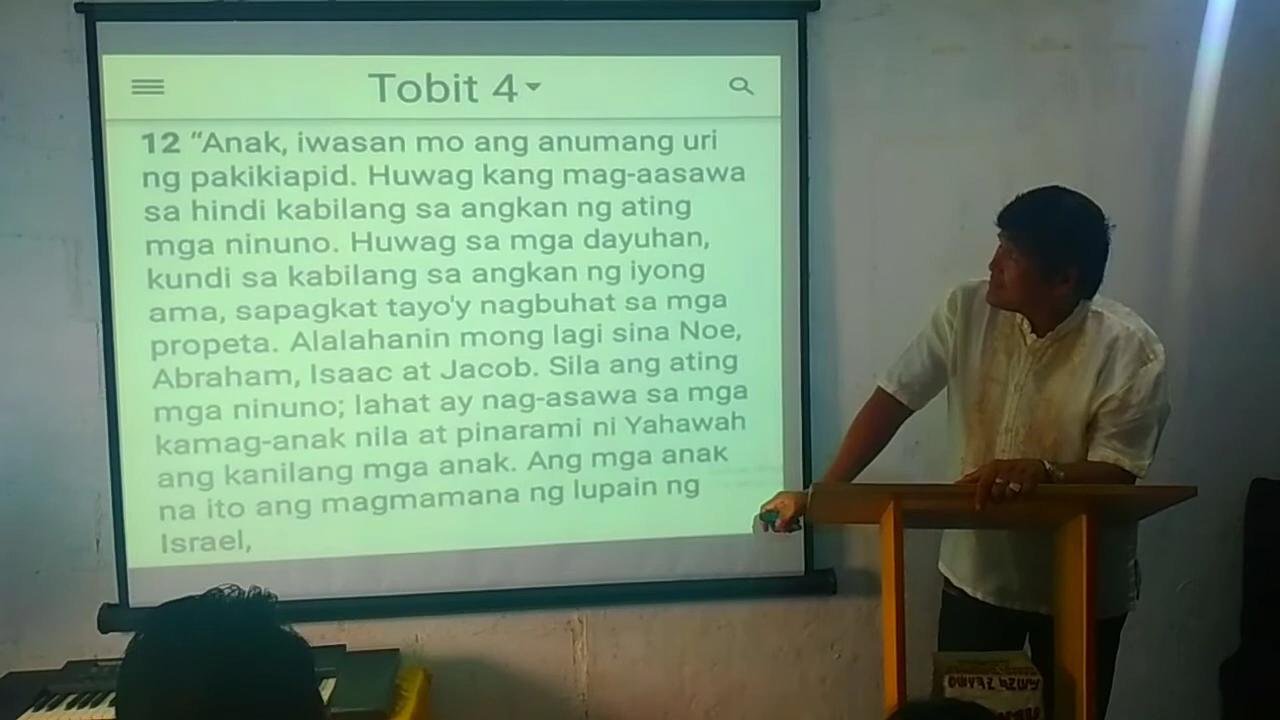 Tobit 4
12 “Anak, iwasan mo ang anumang uri
ng pakikiapid. Huwag kang mag-aasawa
sa hindi kabilang sa angkan ng ating
mga ninuno. Huwag sa mga dayuhan,
kundi sa kabilang sa angkan ng iyong
ama, sapagkat tayo'y nagbuhat sa mga
propeta. Alalahanin mong lagi sina Noe,
Abraham, Isaac at Jacob. Sila ang ating
mga ninuno; lahat ay nag-asawa sa mga
kamag-anak nila at pinarami ni Yahawah
ang kanilang mga anak. Ang mga anak
na ito ang magmamana ng lupain ng
Israel,